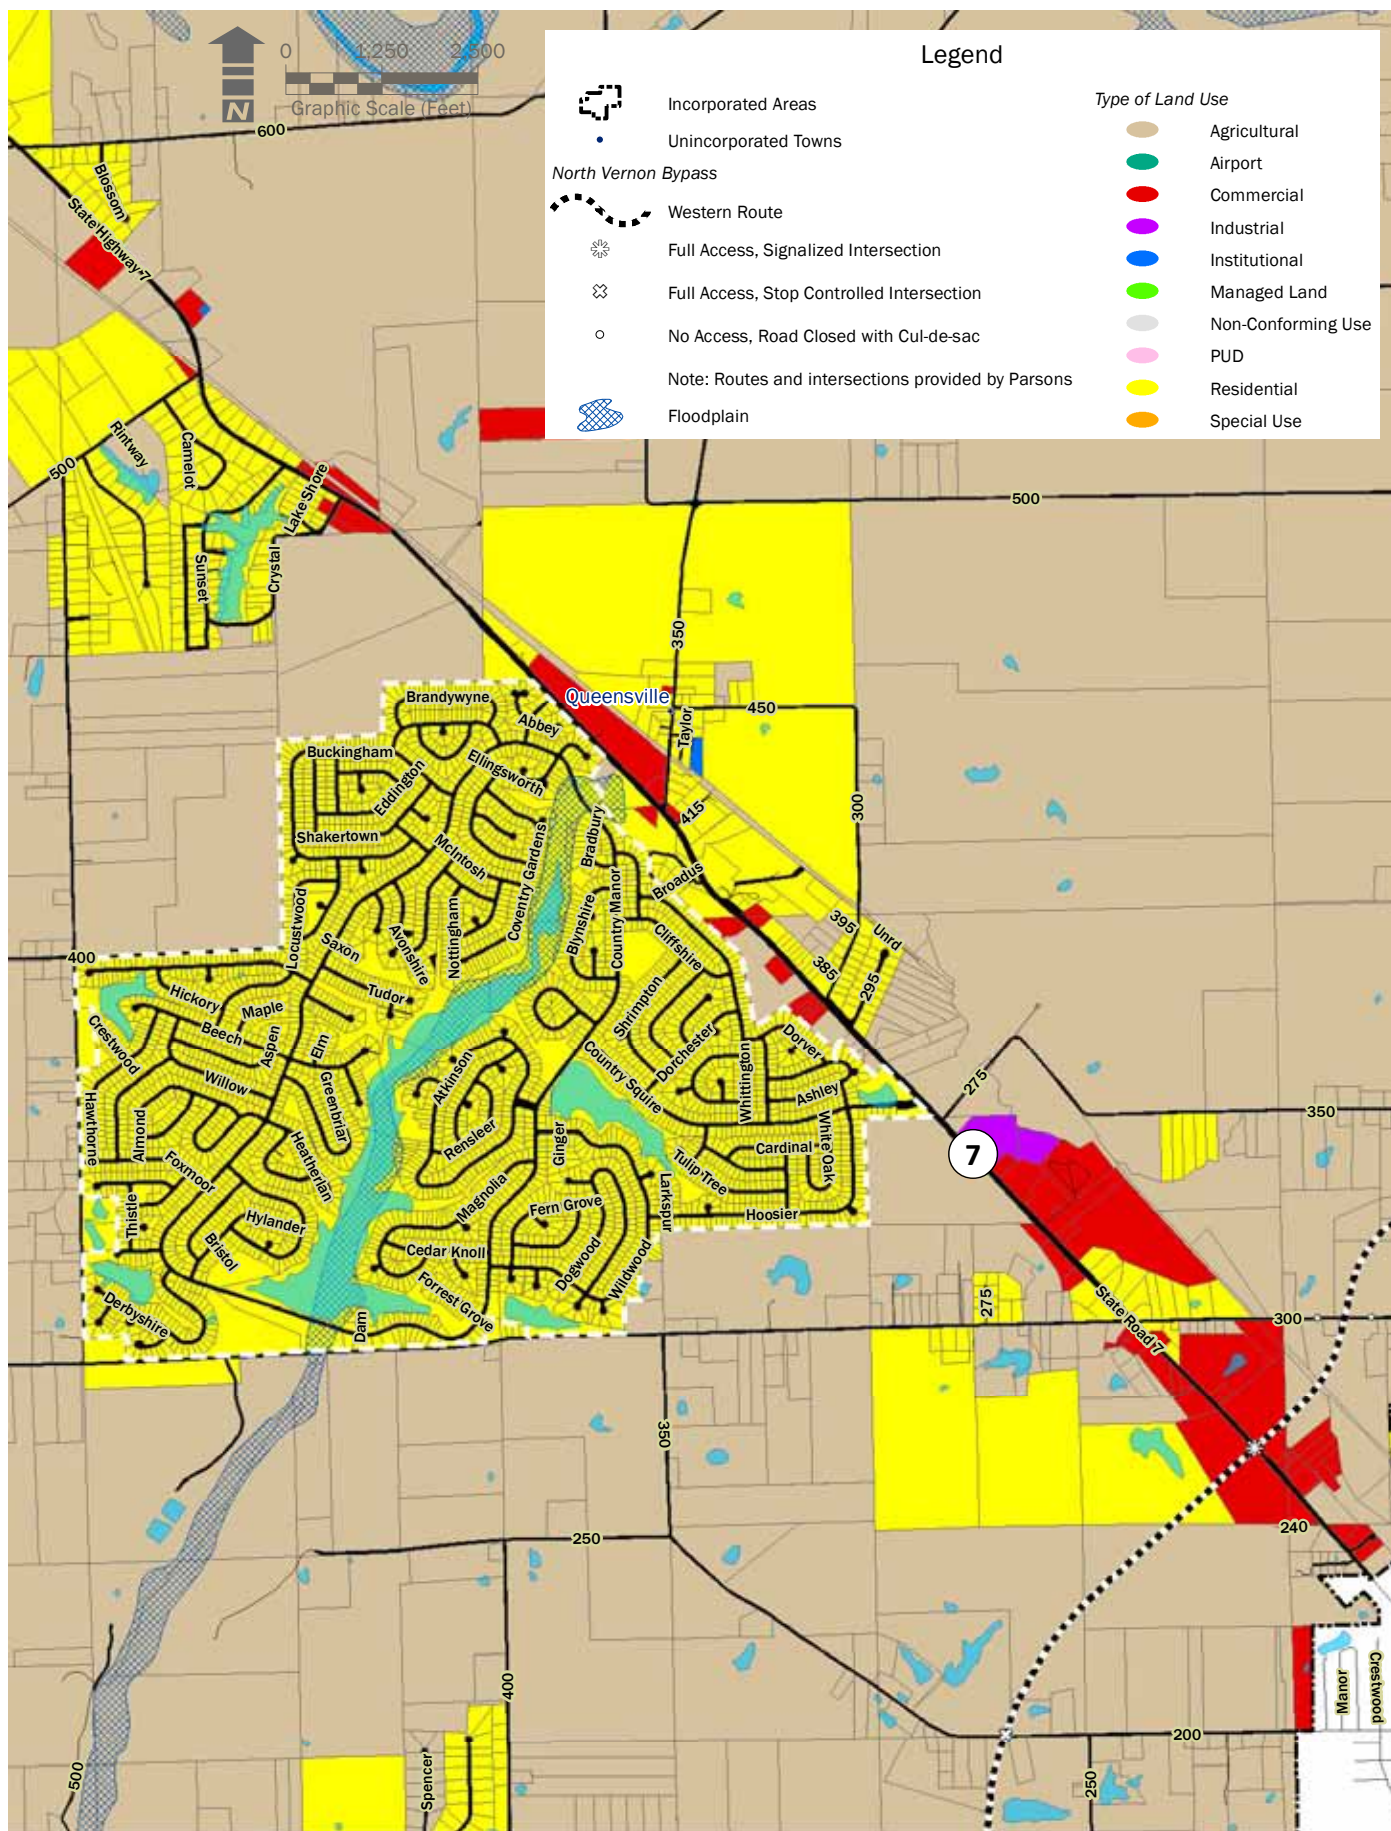 0 1,250 2,500
Graphic Scale (Feet)
N
Legend
Incorporated Areas
Unincorporated Towns
North Vernon Bypass
Western Route
Full Access, Signalized Intersection
Full Access, Stop Controlled Intersection
No Access, Road Closed with Cul-de-sac
Note: Routes and intersections provided by Parsons
Floodplain
Type of Land Use
Agricultural
Airport
Commercial
Industrial
Institutional
Managed Land
Non-Conforming Use
PUD
Residential
Special Use
600
Blossom
State Highway 7
Rintway
Camelot
500
Lake Shore
Sunset
Crystal
500
350
Queensville
450
Taylor
300
415
Brandywyne
Abbey
Buckingham
Ellingsworth
Eddington
Shakertown
McIntosh
Coventry Gardens
Bradbury
Broadus
Locustwood
Saxon
Avonshire
Nottingham
Blynshire
Country Manor
Cliffshire
395
Unrd
385
295
400
Hickory
Maple
Tudor
Beech
Aspen
Elm
Crestwood
Willow
Greenbriar
Atkinson
Shrimpton
Dorchester
Country Squire
Dorver
Whittington
Ashley
275
350
7
Hawthorne
Almond
Foxmoor
Heatherian
Rensleer
Ginger
Cardinal
White Oak
Tulip Tree
Thistle
Hylander
Magnolia
Fern Grove
Larkspur
Hoosier
Bristol
Cedar Knoll
Dogwood
Wildwood
Derbyshire
Dam
Forrest Grove
275
State Road 7
300
350
250
240
400
Spencer
500
200
250
Manor
Crestwood